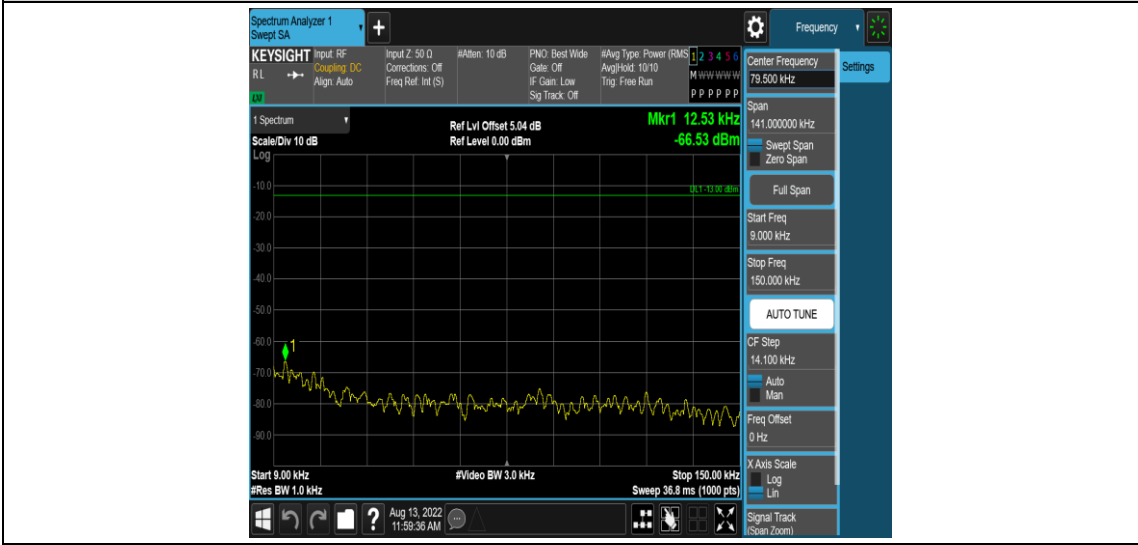 Spectrum Analyzer 1
Swept SA
+
Frequency
KEYSIGHT
RL
LXI
Input: RF
Coupling: DC
Align: Auto
Input Z: 50 Ω
Corrections: Off
Freq Ref: Int (S)
#Atten: 10 dB
PNO: Best Wide
Gate: Off
IF Gain: Low
Sig Track: Off
#Avg Type: Power (RMS
Avg|Hold: 10/10
Trig: Free Run
1 2 3 4 5 6
M W W W W W
P P P P P P
1 Spectrum
Scale/Div 10 dB
Log
Ref Lvl Offset 5.04 dB
Ref Level 0.00 dBm
Mkr1 12.53 kHz
-66.53 dBm
DL1 -13.00 dBm
-10.0
-20.0
-30.0
-40.0
-50.0
-60.0
1
-70.0
-80.0
-90.0
Start 9.00 kHz
#Res BW 1.0 kHz
#Video BW 3.0 kHz
Stop 150.00 kHz
Sweep 36.8 ms (1000 pts)
Aug 13, 2022
11:59:36 AM
?
Center Frequency
79.500 kHz
Settings
Span
141.000000 kHz
Swept Span
Zero Span
Full Span
Start Freq
9.000 kHz
Stop Freq
150.000 kHz
AUTO TUNE
CF Step
14.100 kHz
Auto
Man
Freq Offset
0 Hz
X Axis Scale
Log
Lin
Signal Track
(Span Zoom)